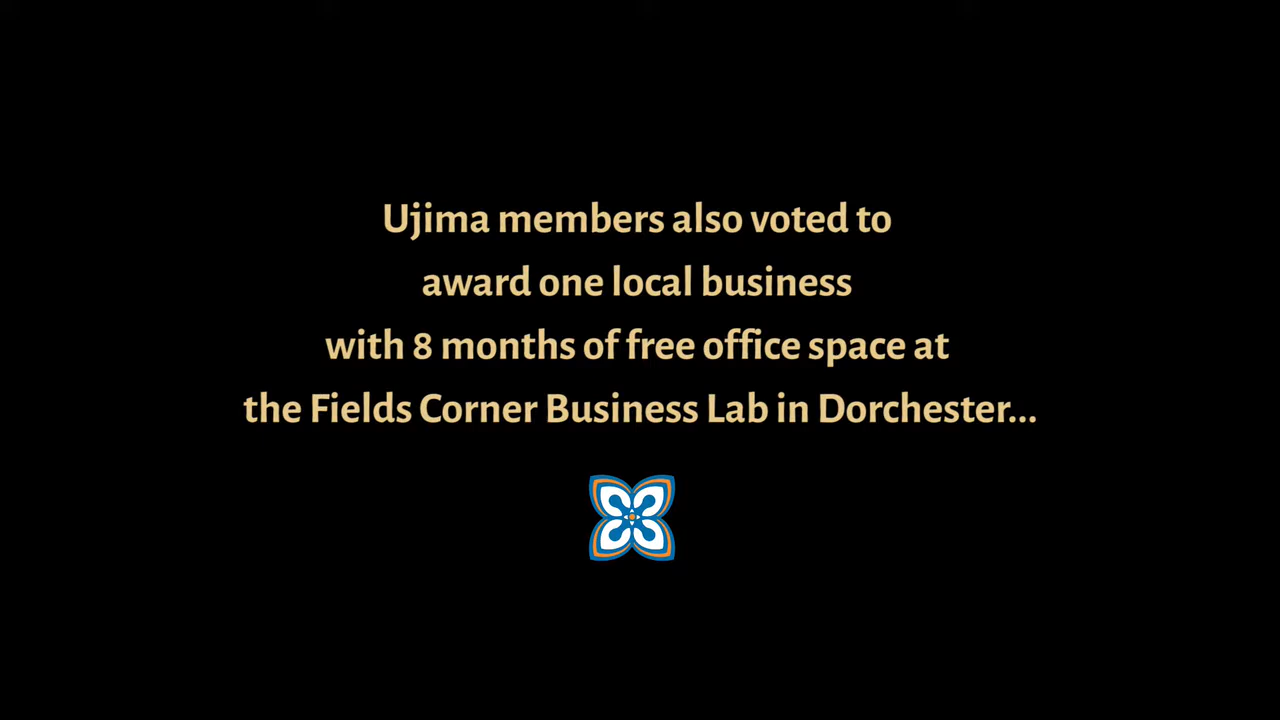 Ujima members also voted to
award one local business
with 8 months of free office space at
the Fields Corner Business Lab in Dorchester...